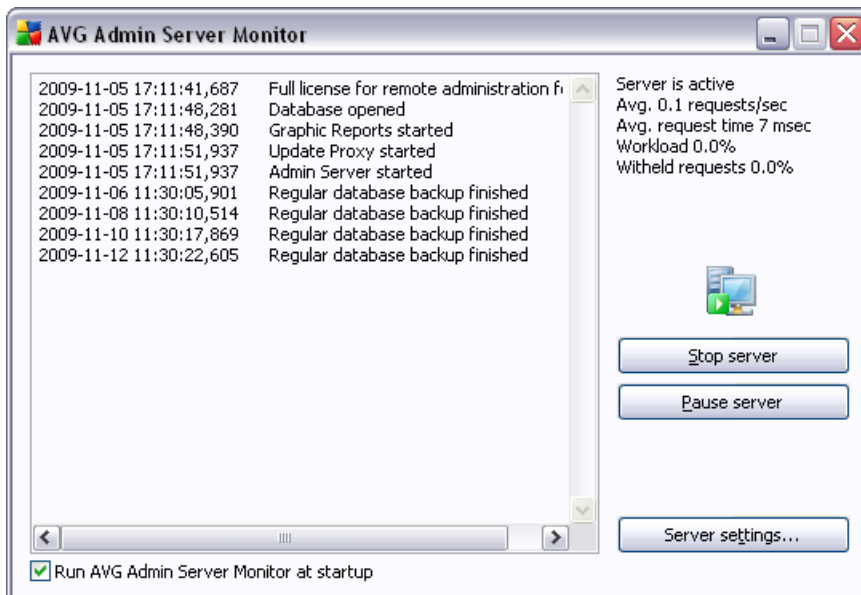 AVG Admin Server Monitor
2009-11-05 17:11:41,687 Full license for remote administration
2009-11-05 17:11:48,281 Database opened
2009-11-05 17:11:48,390 Graphic Reports started
2009-11-05 17:11:51,937 Update Proxy started
2009-11-05 17:11:51,937 Admin Server started
2009-11-06 11:30:05,901 Regular database backup finished
2009-11-08 11:30:10,514 Regular database backup finished
2009-11-10 11:30:17,869 Regular database backup finished
2009-11-12 11:30:22,605 Regular database backup finished
Server is active
Avg. 0.1 requests/sec
Avg. request time 7 msec
Workload 0.0%
Witheld requests 0.0%
Stop server
Pause server
Server settings...
Run AVG Admin Server Monitor at startup